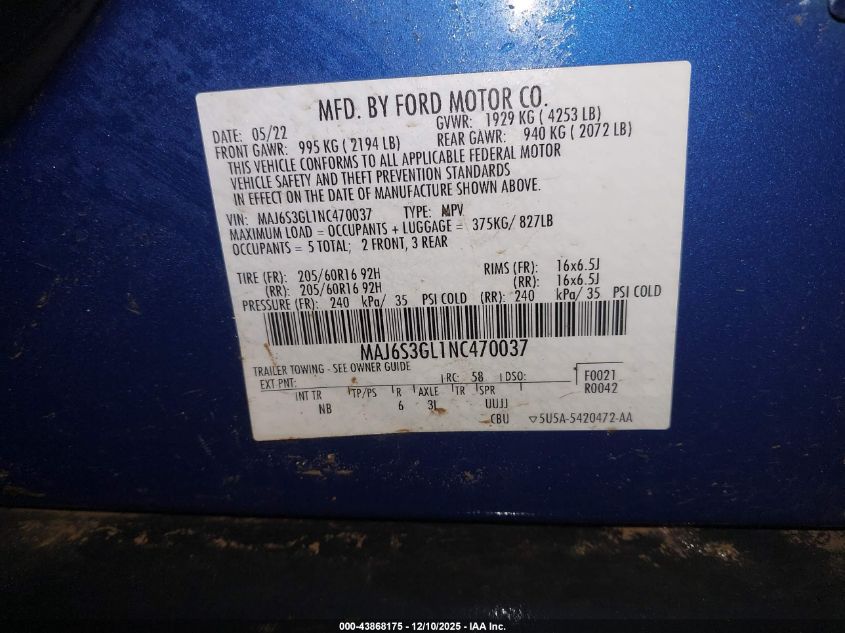 MFD. BY FORD MOTOR CO.
DATE: 05/22 GVWR: 1929 KG ( 4253 LB)
FRONT GAWR: 995 KG ( 2194 LB) REAR GAWR: 940 KG ( 2072 LB)
THIS VEHICLE CONFORMS TO ALL APPLICABLE FEDERAL MOTOR
VEHICLE SAFETY AND THEFT PREVENTION STANDARDS
IN EFFECT ON THE DATE OF MANUFACTURE SHOWN ABOVE.
VIN: MAJ6S3GL1NC470037 TYPE: MPV
MAXIMUM LOAD = OCCUPANTS + LUGGAGE = 375KG/ 827LB
OCCUPANTS = 5 TOTAL; 2 FRONT, 3 REAR
TIRE (FR): 205/60R16 92H RIMS (FR): 16x6.5J
(RR): 205/60R16 92H (RR): 16x6.5J
PRESSURE (FR): 240 kPa/ 35 PSI COLD (RR): 240 kPa/ 35 PSI COLD
MAJ6S3GL1NC470037
TRAILER TOWING - SEE OWNER GUIDE
EXT PNT: RC: 58 DSO: F0021
R0042
INT TR TP/PS R AXLE TR SPR
NB 6 3L UUJJ
CBU ▽5U5A-5420472-AA
000-43868175 - 12/10/2025 - IAA Inc.